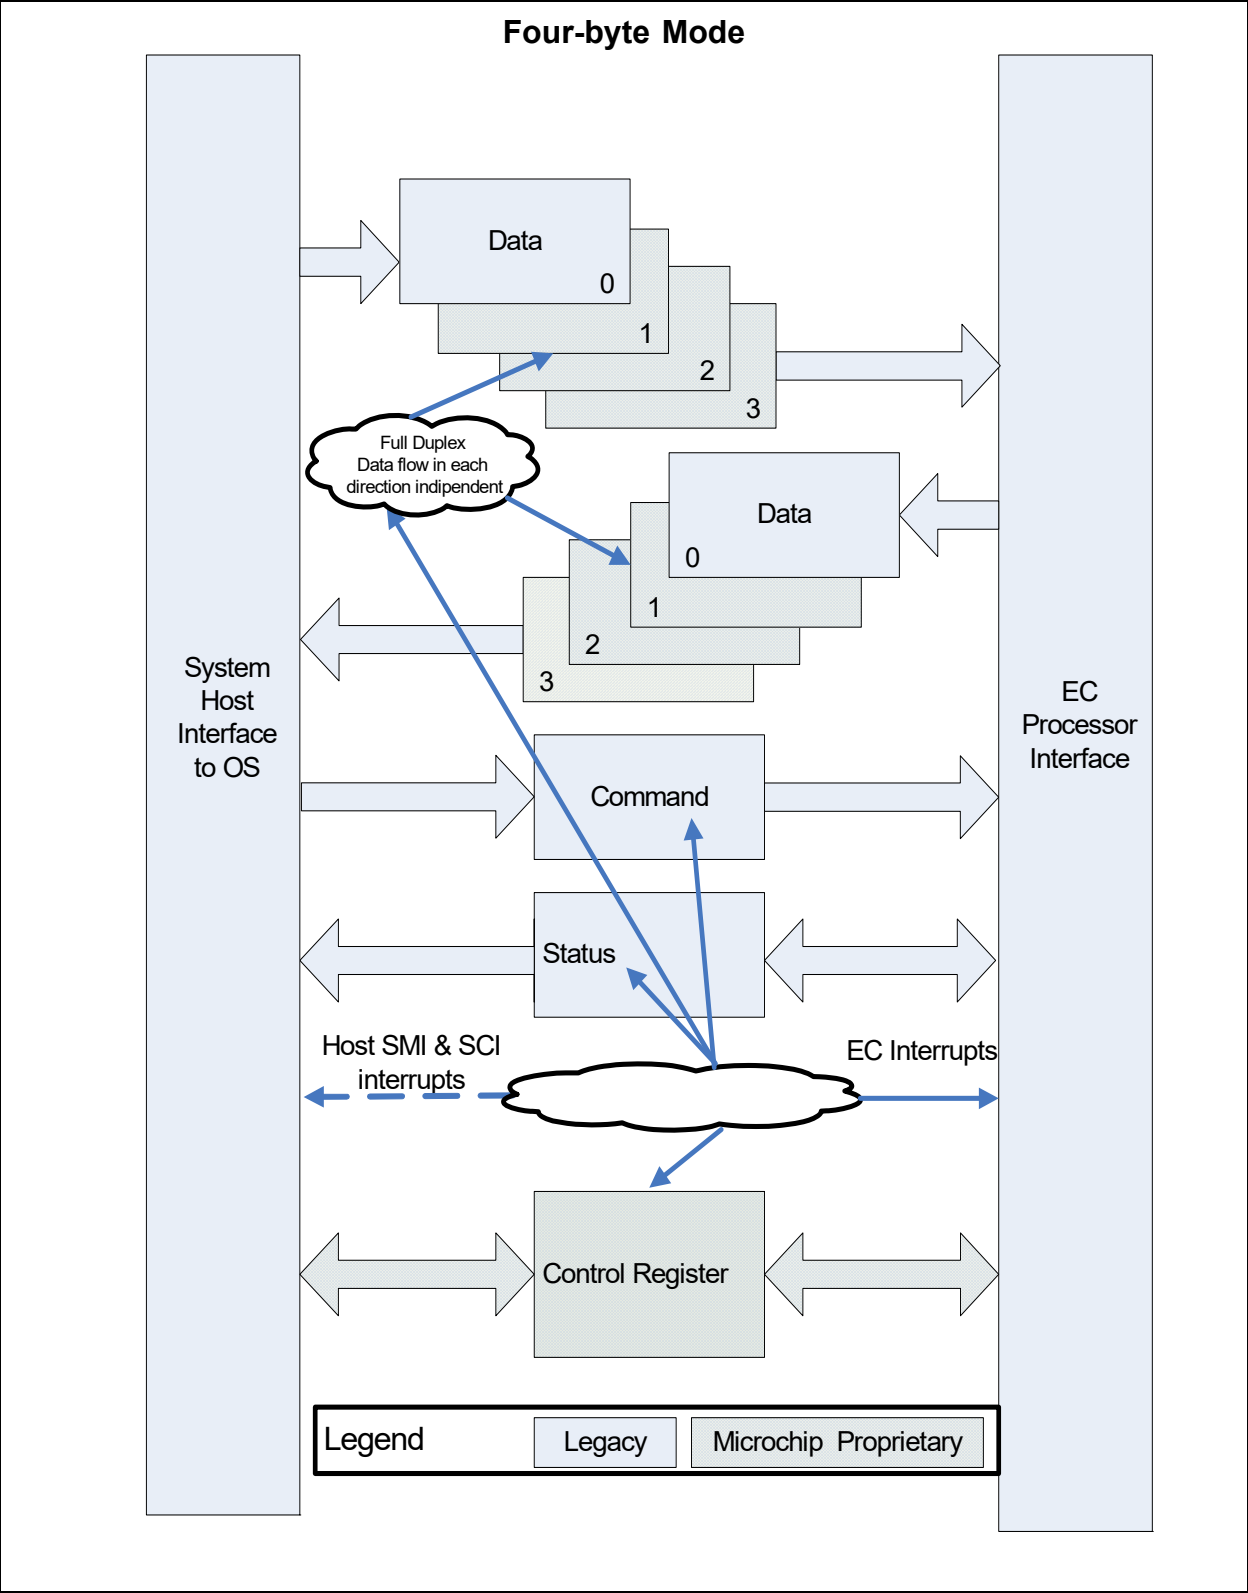 Four-byte Mode
Data
0
1
2
3
Full Duplex
Data flow in each
direction indipendent
Data
0
1
2
3
System
Host
Interface
to OS
EC
Processor
Interface
Command
Status
Host SMI & SCI
interrupts
EC Interrupts
Control Register
Legend
Legacy
Microchip Proprietary